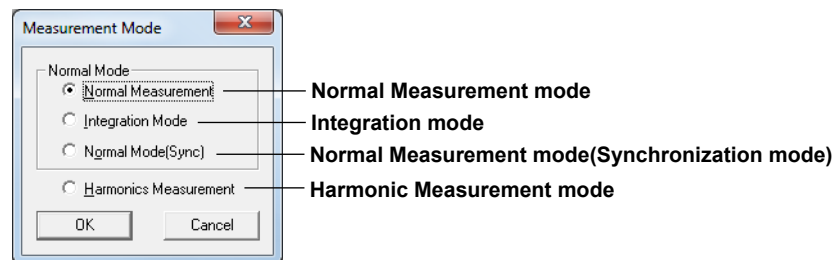 Measurement Mode
Normal Mode
Normal Measurement
Normal Measurement mode
Integration Mode
Integration mode
Normal Mode(Sync)
Normal Measurement mode(Synchronization mode)
Harmonics Measurement
Harmonic Measurement mode
OK
Cancel